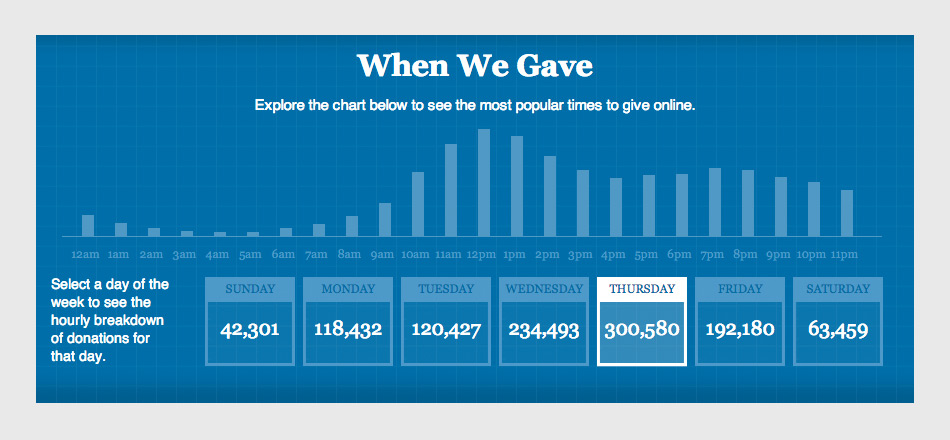 When We Gave
Explore the chart below to see the most popular times to give online.
12am 1am 2am 3am 4am 5am 6am 7am 8am 9am 10am 11am 12pm 1pm 2pm 3pm 4pm 5pm 6pm 7pm 8pm 9pm 10pm 11pm
Select a day of the
week to see the
hourly breakdown
of donations for
that day.
SUNDAY MONDAY TUESDAY WEDNESDAY THURSDAY FRIDAY SATURDAY
42,301 118,432 120,427 234,493 300,580 192,180 63,459